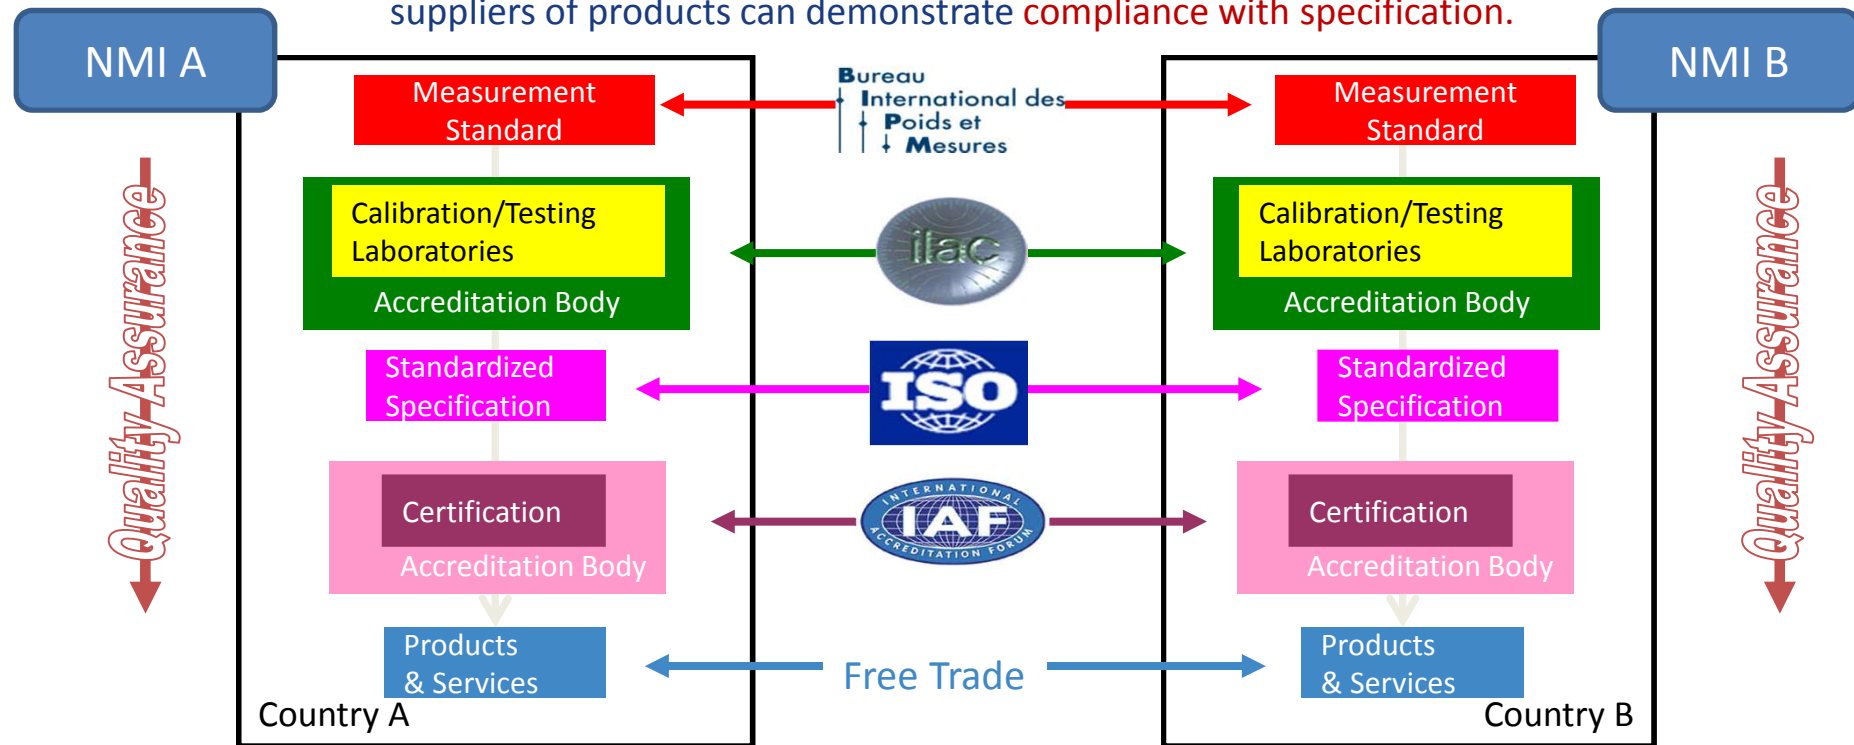 suppliers of products can demonstrate compliance with specification.
NMI A
NMI B
Measurement
Standard
Bureau
International des
Poids et
Mesures
Measurement
Standard
Calibration/Testing
Laboratories
Accreditation Body
ilac
Calibration/Testing
Laboratories
Accreditation Body
Quality Assurance
Quality Assurance
Standardized
Specification
ISO
Standardized
Specification
Certification
Accreditation Body
INTERNATIONAL
IAF
ACCREDITATION FORUM
Certification
Accreditation Body
Products
& Services
Free Trade
Products
& Services
Country A
Country B